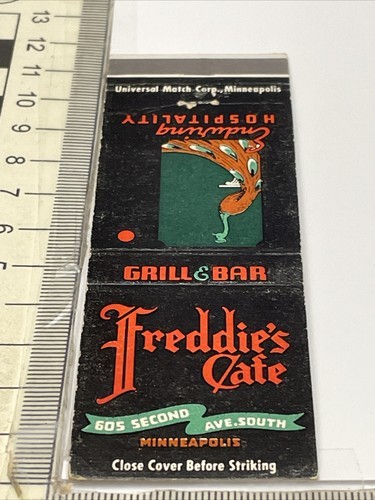 Universal Match Corp., Minneapolis
Enduring
HOSPITALITY
GRILL & BAR
Freddie's
Cafe
605 SECOND AVE. SOUTH
MINNEAPOLIS
Close Cover Before Striking
13
12
11
10
9
8
7
6
5